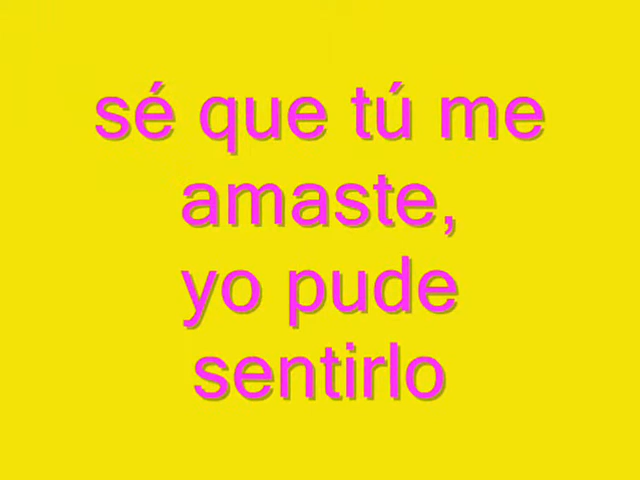 sé que tú me
amaste,
yo pude
sentirlo